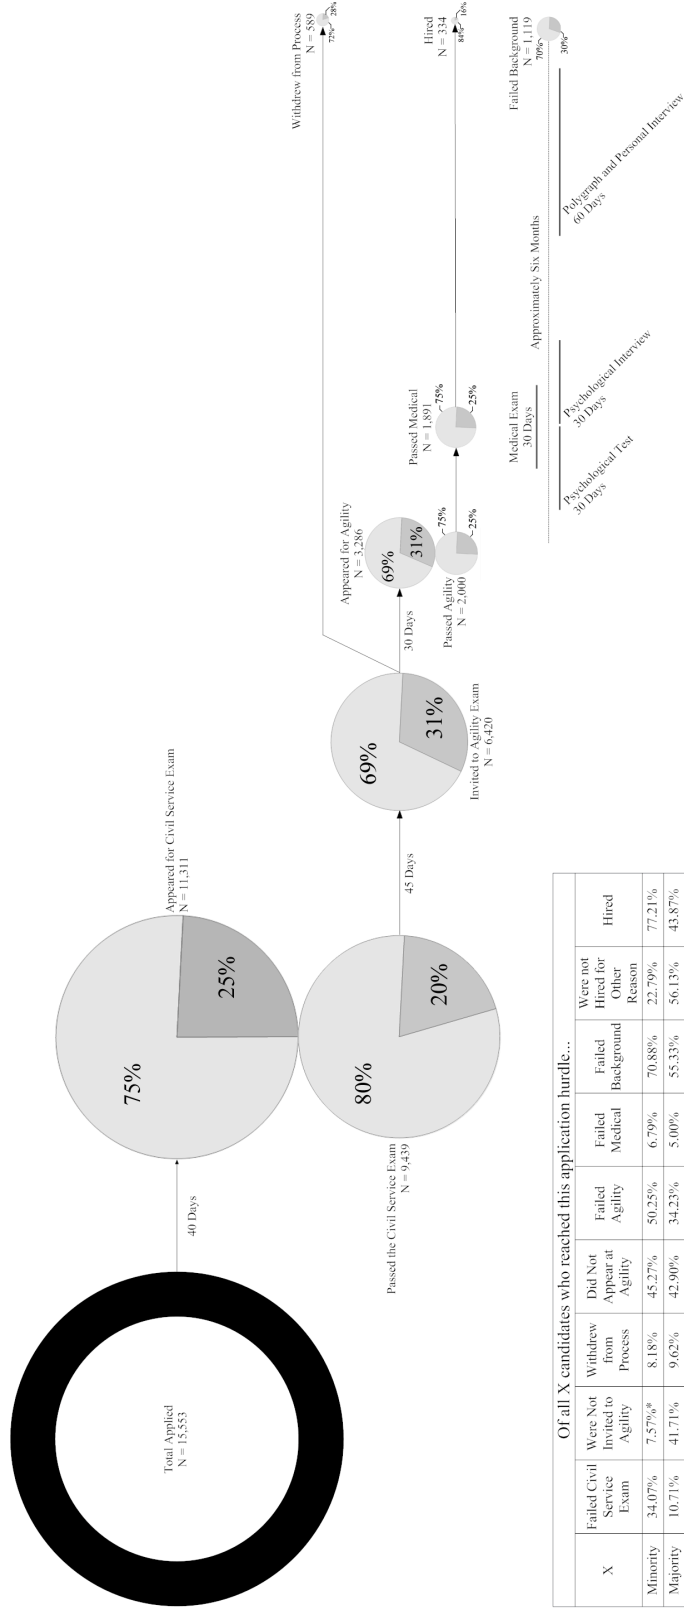 Total Applied
N = 15,553
40 Days
75%
25%
Appeared for Civil Service Exam
N = 11,311
Passed the Civil Service Exam
N = 9,439
80%
20%
45 Days
69%
31%
Invited to Agility Exam
N = 6,420
30 Days
Appeared for Agility
N = 3,286
69%
31%
Passed Agility
N = 2,000
75%
25%
Passed Medical
N = 1,891
75%
25%
Withdrew from Process
N = 589
72%
28%
Hired
N = 334
84%
16%
Failed Background
N = 1,119
70%
30%
Medical Exam
30 Days
Approximately Six Months
Psychological Test
30 Days
Psychological Interview
30 Days
Polygraph and Personal Interview
60 Days
Of all X candidates who reached this application hurdle...
X Failed Civil Service Exam Were Not Invited to Agility Withdrew from Process Did Not Appear at Agility Failed Agility Failed Medical Failed Background Were not Hired for Other Reason Hired
Minority 34.07% 7.57%* 8.18% 45.27% 50.25% 6.79% 70.88% 22.79% 77.21%
Majority 10.71% 41.71% 9.62% 42.90% 34.23% 5.00% 55.33% 56.13% 43.87%